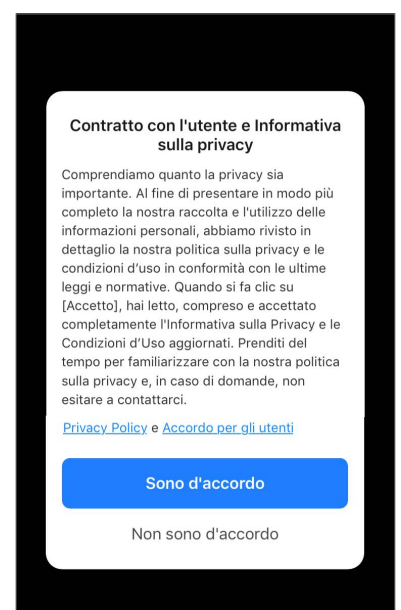 Contratto con l'utente e Informativa
sulla privacy
Comprendiamo quanto la privacy sia
importante. Al fine di presentare in modo più
completo la nostra raccolta e l'utilizzo delle
informazioni personali, abbiamo rivisto in
dettaglio la nostra politica sulla privacy e le
condizioni d’uso in conformità con le ultime
leggi e normative. Quando si fa clic su
[Accetto], hai letto, compreso e accettato
completamente l'Informativa sulla Privacy e le
Condizioni d’Uso aggiornati. Prenditi del
tempo per familiarizzare con la nostra politica
sulla privacy e, in caso di domande, non
esitare a contattarci.
Privacy Policy e Accordo per gli utenti
Sono d'accordo
Non sono d'accordo